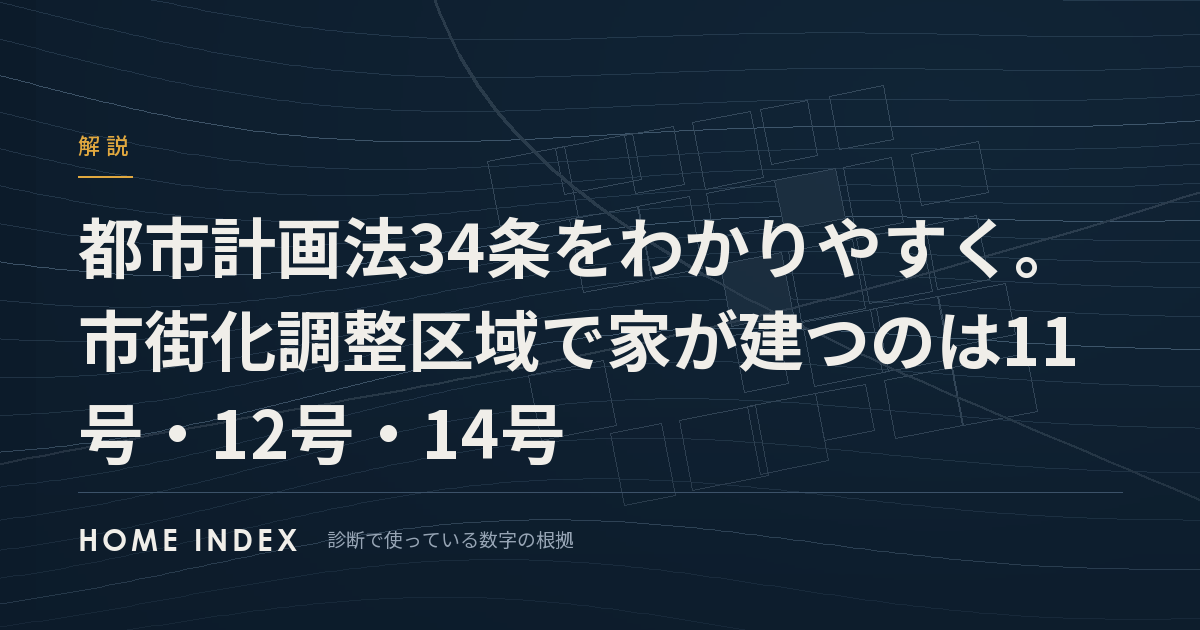 解説
都市計画法34条をわかりやすく。
市街化調整区域で家が建つのは11
号・12号・14号
HOME INDEX 診断で使っている数字の根拠